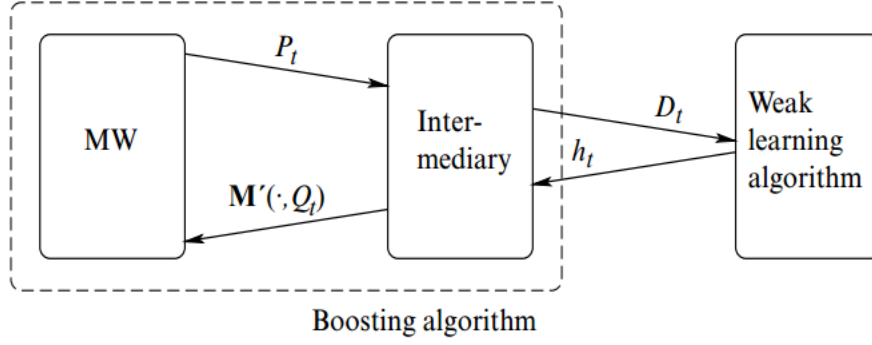 P_t
MW
Inter-
mediary
D_t
h_t
Weak
learning
algorithm
M′(·, Q_t)
Boosting algorithm